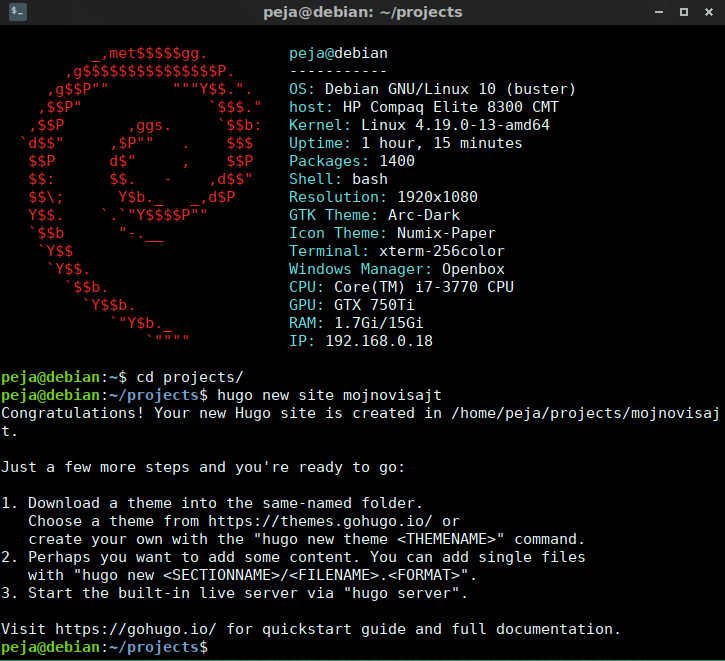 peja@debian: ~/projects
       _,met$$$$$gg.          peja@debian
    ,g$$$$$$$$$$$$$$$P.       -----------
  ,g$$P""       """Y$$.".     OS: Debian GNU/Linux 10 (buster)
 ,$$P"              `$$$."    host: HP Compaq Elite 8300 CMT
,$$P       ,ggs.     `$$b:    Kernel: Linux 4.19.0-13-amd64
`d$$"     ,$P""   .    $$$    Uptime: 1 hour, 15 minutes
 $$P      d$"     ,    $$P    Packages: 1400
 $$:      $$.   -    ,d$$"    Shell: bash
 $$\;      Y$b._   _,d$P      Resolution: 1920x1080
 Y$$.    `.`"Y$$$$P""         GTK Theme: Arc-Dark
 `$$b      "-.__              Icon Theme: Numix-Paper
  `Y$$                        Terminal: xterm-256color
   `Y$$.                      Windows Manager: Openbox
     `$$b.                    CPU: Core(TM) i7-3770 CPU
       `Y$$b.                 GPU: GTX 750Ti
          `"Y$b._             RAM: 1.7Gi/15Gi
              `""""           IP: 192.168.0.18
peja@debian:~$ cd projects/
peja@debian:~/projects$ hugo new site mojnovisajt
Congratulations! Your new Hugo site is created in /home/peja/projects/mojnovisaj
t.
Just a few more steps and you're ready to go:
1. Download a theme into the same-named folder.
   Choose a theme from https://themes.gohugo.io/ or
   create your own with the "hugo new theme <THEMENAME>" command.
2. Perhaps you want to add some content. You can add single files
   with "hugo new <SECTIONNAME>/<FILENAME>.<FORMAT>".
3. Start the built-in live server via "hugo server".
Visit https://gohugo.io/ for quickstart guide and full documentation.
peja@debian:~/projects$